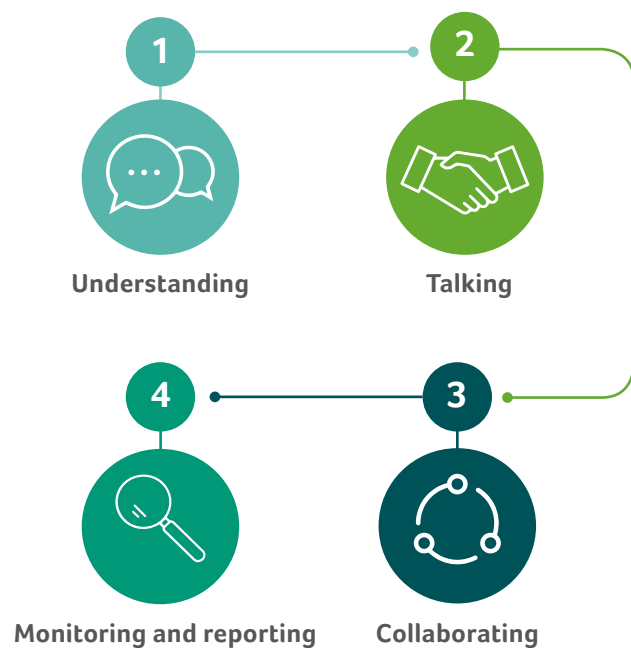 1
2
Understanding
Talking
4
3
Monitoring and reporting
Collaborating